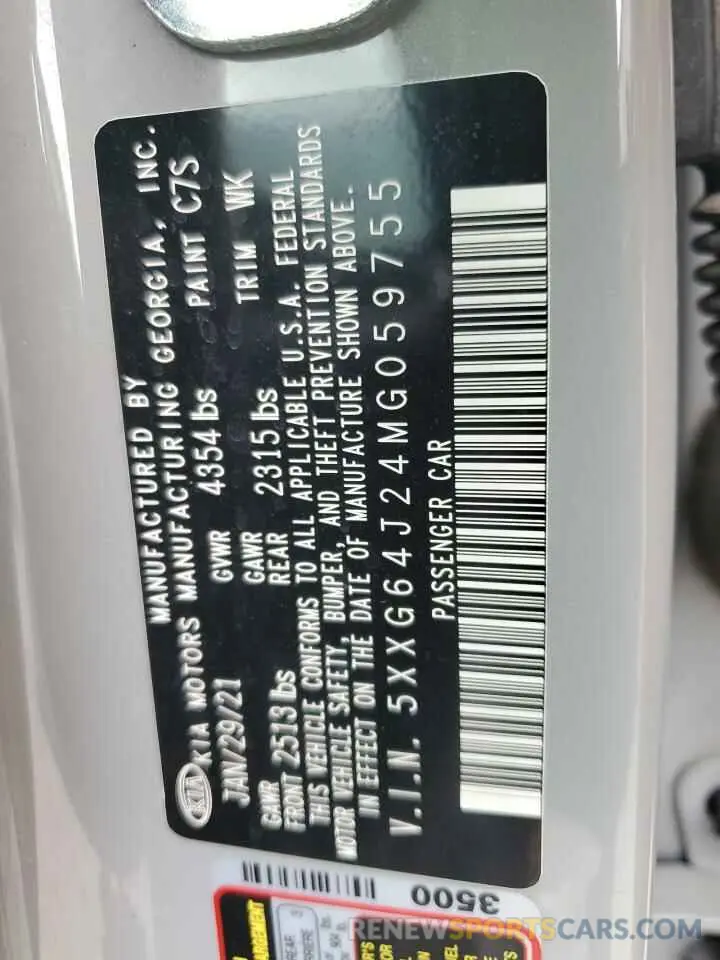 MANUFACTURED BY
KIA KIA MOTORS MANUFACTURING GEORGIA, INC.
JAN/29/21 GVWR 4354 lbs PAINT C7S
GAWR FRONT 2513 lbs GAWR REAR 2315 lbs TRIM WK
THIS VEHICLE CONFORMS TO ALL APPLICABLE U.S.A. FEDERAL
MOTOR VEHICLE SAFETY, BUMPER, AND THEFT PREVENTION STANDARDS
IN EFFECT ON THE DATE OF MANUFACTURE SHOWN ABOVE.
V.I.N. 5XXG64J24MG059755
PASSENGER CAR
3500
REAR
RENEWSPORTSCARS.COM